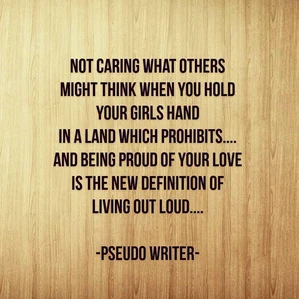 NOT CARING WHAT OTHERS
MIGHT THINK WHEN YOU HOLD
YOUR GIRLS HAND
IN A LAND WHICH PROHIBITS....
AND BEING PROUD OF YOUR LOVE
IS THE NEW DEFINITION OF
LIVING OUT LOUD....
-PSEUDO WRITER-